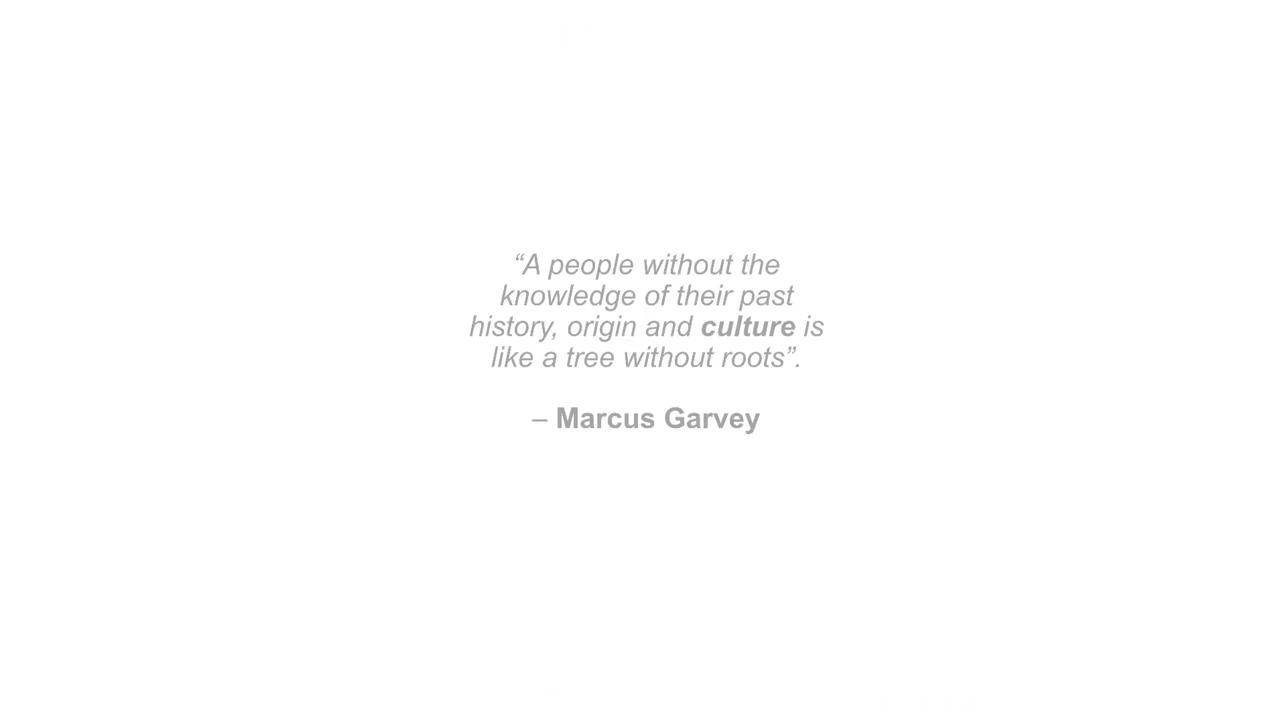 “A people without the
knowledge of their past
history, origin and culture is
like a tree without roots”.
– Marcus Garvey